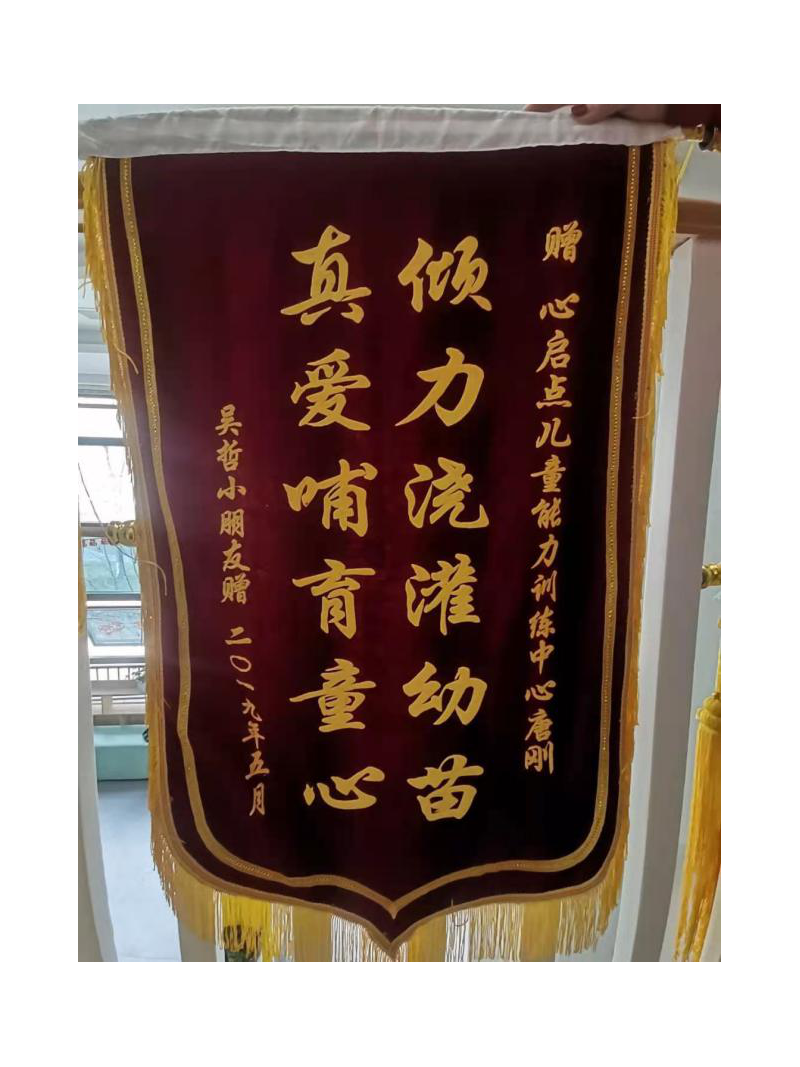 赠 心启点儿童能力训练中心唐刚
倾力浇灌幼苗
真爱哺育童心
吴哲小朋友赠 二〇一九年五月